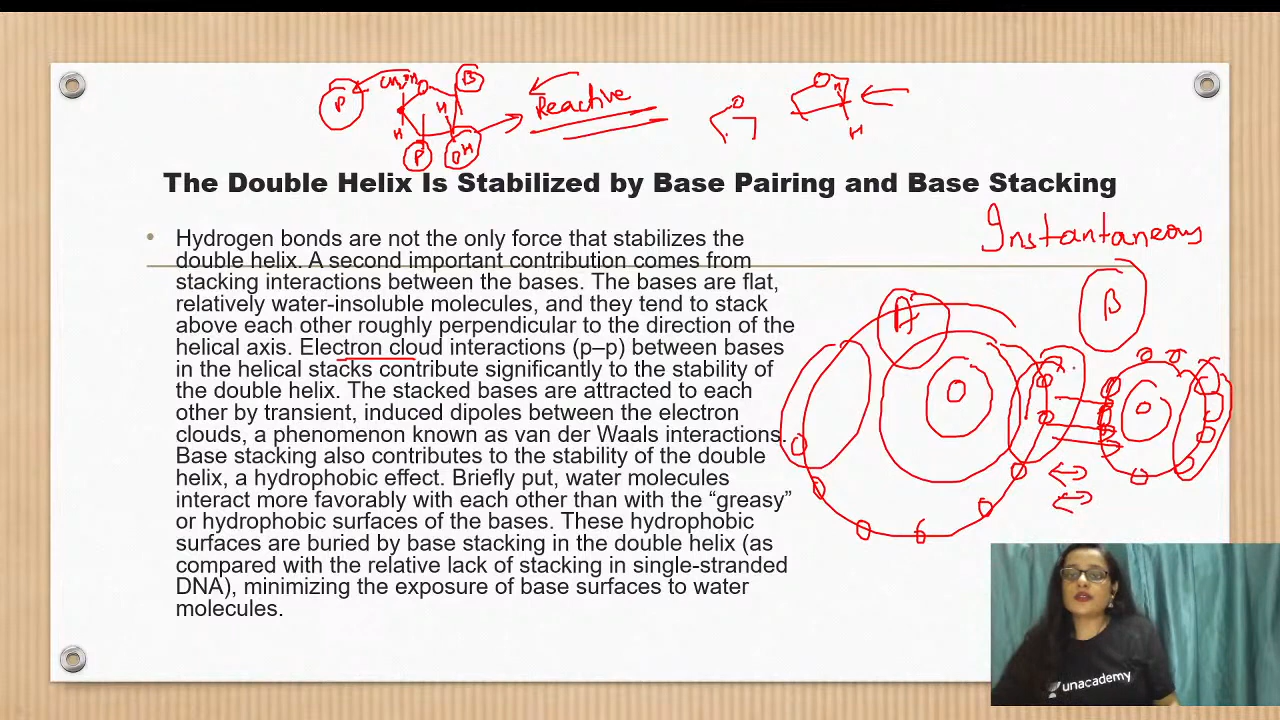 CH2OH
O
B
P
H
H
P
OH
Reactive
O
O
H
H
The Double Helix Is Stabilized by Base Pairing and Base Stacking
• Hydrogen bonds are not the only force that stabilizes the
double helix. A second important contribution comes from
stacking interactions between the bases. The bases are flat,
relatively water-insoluble molecules, and they tend to stack
above each other roughly perpendicular to the direction of the
helical axis. Electron cloud interactions (p–p) between bases
in the helical stacks contribute significantly to the stability of
the double helix. The stacked bases are attracted to each
other by transient, induced dipoles between the electron
clouds, a phenomenon known as van der Waals interactions.
Base stacking also contributes to the stability of the double
helix, a hydrophobic effect. Briefly put, water molecules
interact more favorably with each other than with the “greasy”
or hydrophobic surfaces of the bases. These hydrophobic
surfaces are buried by base stacking in the double helix (as
compared with the relative lack of stacking in single-stranded
DNA), minimizing the exposure of base surfaces to water
molecules.
Instantaneous
A
B
unacademy